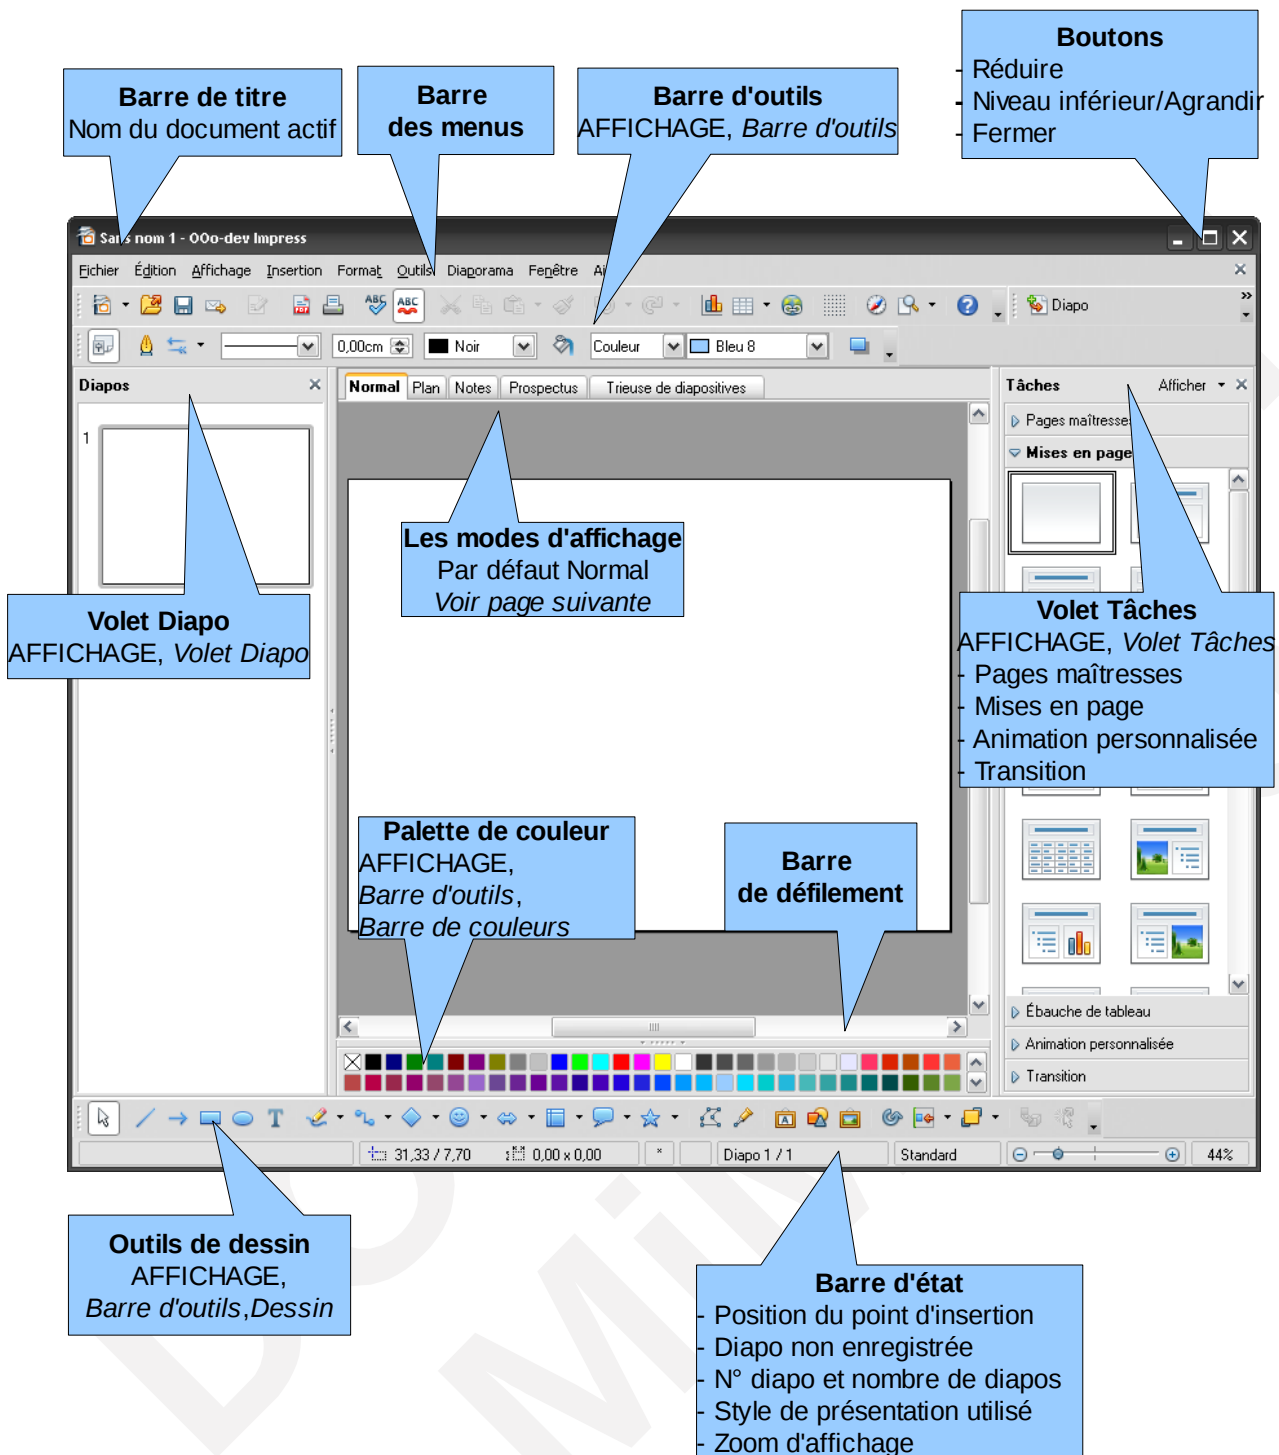 Boutons
- Réduire
- Niveau inférieur/Agrandir
- Fermer
Barre de titre
Nom du document actif
Barre
des menus
Barre d'outils
AFFICHAGE, Barre d'outils
Sans nom 1 - OOo-dev Impress
Fichier Édition Affichage Insertion Format Outils Diaporama Fenêtre
Diapo
0,00cm Noir Couleur Bleu 8
Diapos
Normal Plan Notes Prospectus Trieuse de diapositives
Tâches Afficher
Pages maîtresses
Mises en page
1
Les modes d'affichage
Par défaut Normal
Voir page suivante
Volet Diapo
AFFICHAGE, Volet Diapo
Volet Tâches
AFFICHAGE, Volet Tâches
- Pages maîtresses
- Mises en page
- Animation personnalisée
- Transition
Palette de couleur
AFFICHAGE,
Barre d'outils,
Barre de couleurs
Barre
de défilement
Ébauche de tableau
Animation personnalisée
Transition
31,33 / 7,70 0,00 x 0,00 * Diapo 1 / 1 Standard 44%
Outils de dessin
AFFICHAGE,
Barre d'outils,Dessin
Barre d'état
- Position du point d'insertion
- Diapo non enregistrée
- N° diapo et nombre de diapos
- Style de présentation utilisé
- Zoom d'affichage